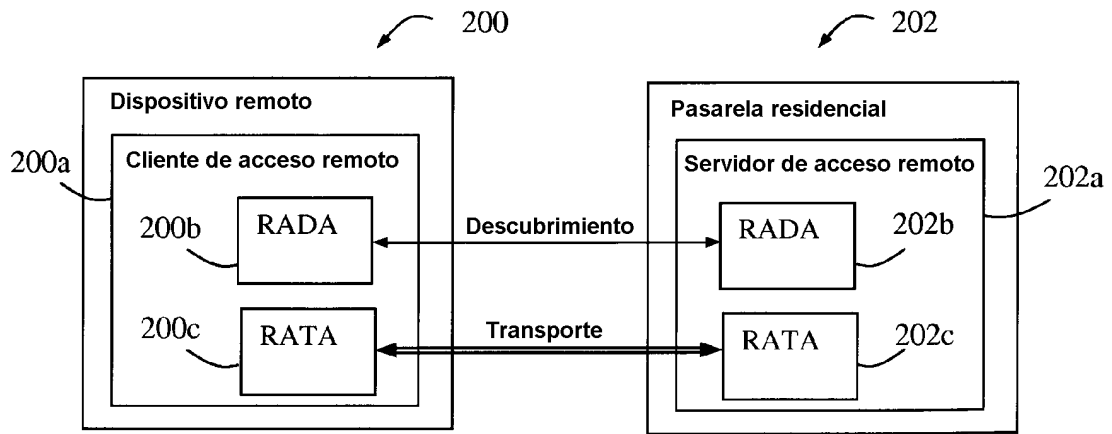 200
202
Dispositivo remoto
Pasarela residencial
Cliente de acceso remoto
Servidor de acceso remoto
200a
202a
RADA
Descubrimiento
RADA
200b
202b
RATA
Transporte
RATA
200c
202c